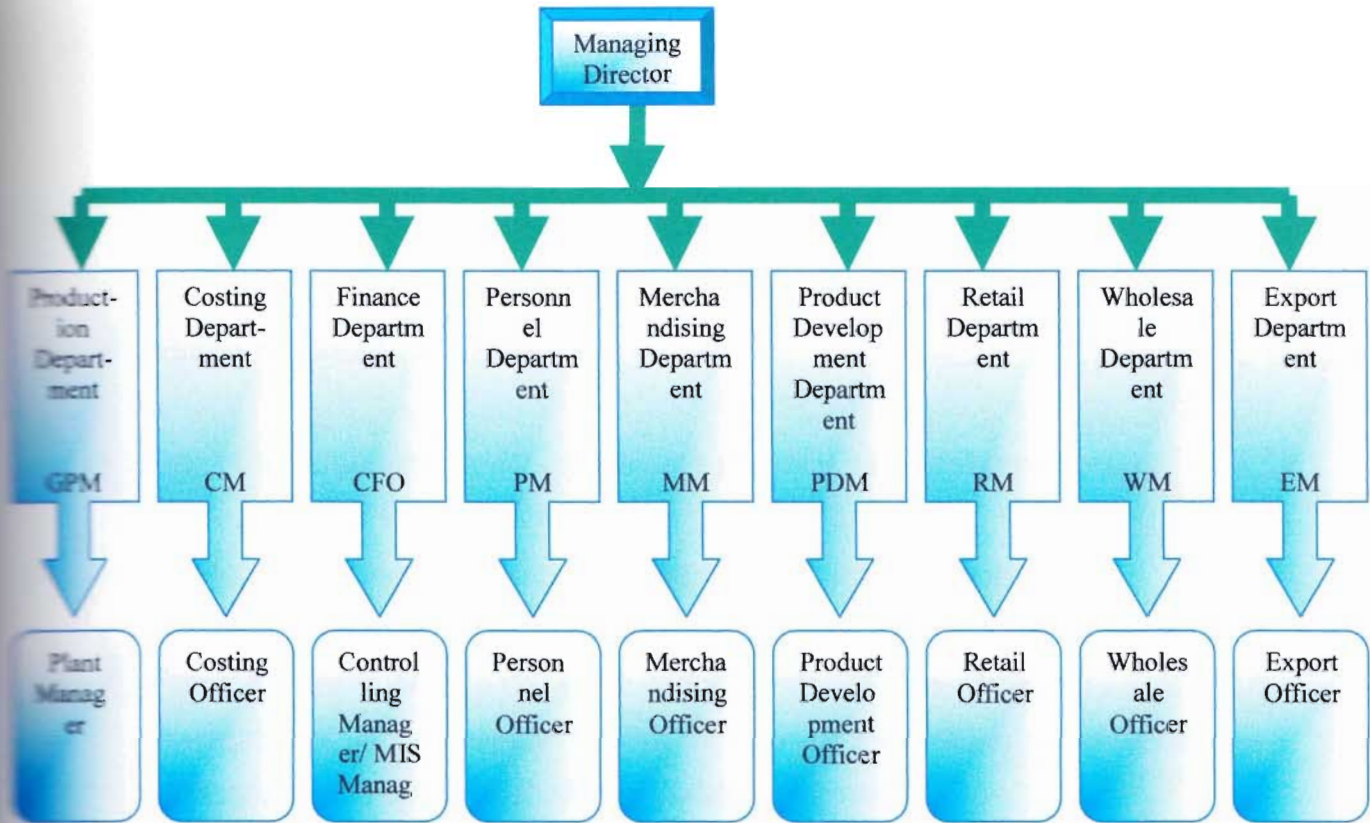 Managing
Director
Product-
ion
Depart-
ment
GPM
Costing
Depart-
ment
CM
Finance
Departm
ent
CFO
Personn
el
Departm
ent
PM
Mercha
ndising
Departm
ent
MM
Product
Develop
ment
Departm
ent
PDM
Retail
Departm
ent
RM
Wholesa
le
Departm
ent
WM
Export
Departm
ent
EM
Plant
Manag
er
Costing
Officer
Control
ling
Manag
er/ MIS
Manag
Person
nel
Officer
Mercha
ndising
Officer
Product
Develo
pment
Officer
Retail
Officer
Wholes
ale
Officer
Export
Officer